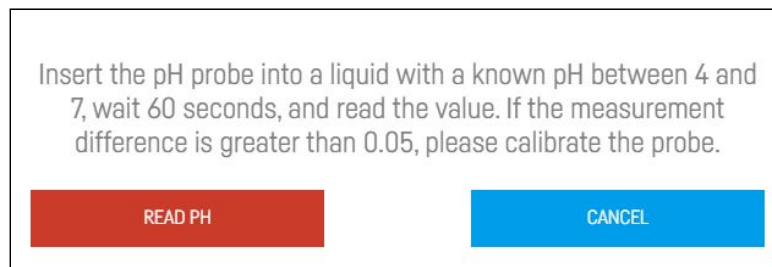 Insert the pH probe into a liquid with a known pH between 4 and
7, wait 60 seconds, and read the value. If the measurement
difference is greater than 0.05, please calibrate the probe.
READ PH
CANCEL